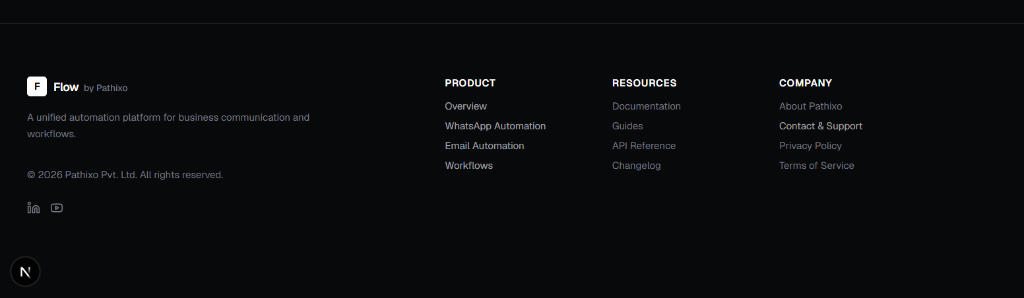 F Flow by Pathixo
A unified automation platform for business communication and
workflows.
© 2026 Pathixo Pvt. Ltd. All rights reserved.
PRODUCT
Overview
WhatsApp Automation
Email Automation
Workflows
RESOURCES
Documentation
Guides
API Reference
Changelog
COMPANY
About Pathixo
Contact & Support
Privacy Policy
Terms of Service
in
N